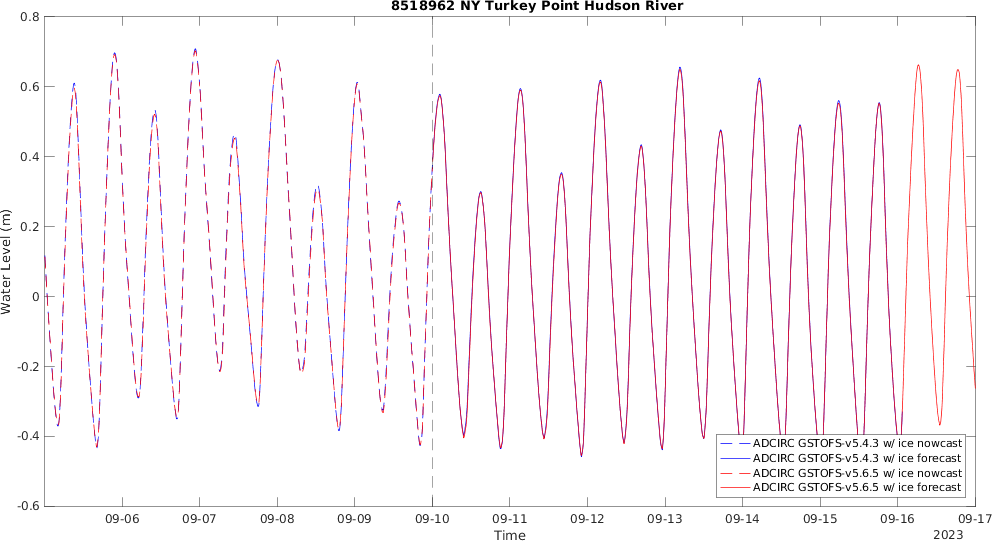 8518962 NY Turkey Point Hudson River
0.8
0.6
0.4
0.2
0
-0.2
-0.4
-0.6
Water Level (m)
09-06 09-07 09-08 09-09 09-10 09-11 09-12 09-13 09-14 09-15 09-16 09-17
Time
2023
ADCIRC GSTOFS-v5.4.3 w/ ice nowcast
ADCIRC GSTOFS-v5.4.3 w/ ice forecast
ADCIRC GSTOFS-v5.6.5 w/ ice nowcast
ADCIRC GSTOFS-v5.6.5 w/ ice forecast